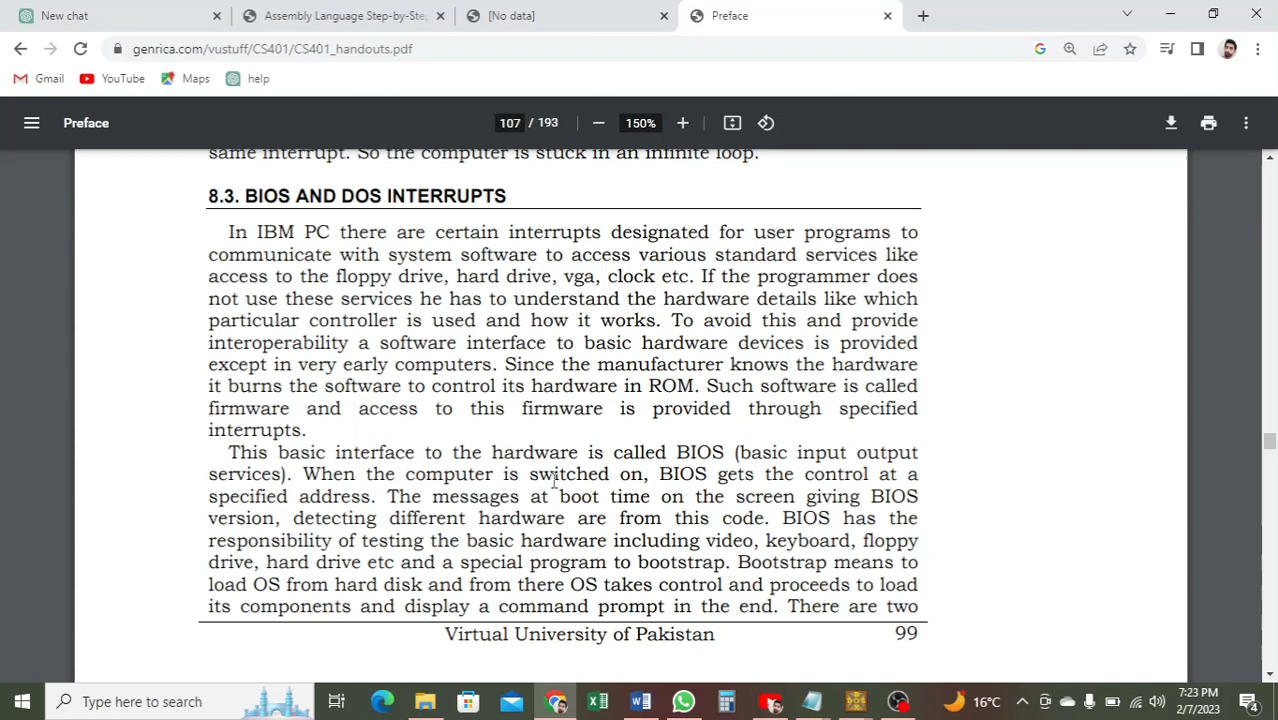 New chat
Assembly Language Step-by-Ste
[No data]
Preface
genrica.com/vustuff/CS401/CS401_handouts.pdf
Gmail
YouTube
Maps
help
Preface
107 / 193
150%
same interrupt. So the computer is stuck in an infinite loop.
8.3. BIOS AND DOS INTERRUPTS
In IBM PC there are certain interrupts designated for user programs to
communicate with system software to access various standard services like
access to the floppy drive, hard drive, vga, clock etc. If the programmer does
not use these services he has to understand the hardware details like which
particular controller is used and how it works. To avoid this and provide
interoperability a software interface to basic hardware devices is provided
except in very early computers. Since the manufacturer knows the hardware
it burns the software to control its hardware in ROM. Such software is called
firmware and access to this firmware is provided through specified
interrupts.
This basic interface to the hardware is called BIOS (basic input output
services). When the computer is switched on, BIOS gets the control at a
specified address. The messages at boot time on the screen giving BIOS
version, detecting different hardware are from this code. BIOS has the
responsibility of testing the basic hardware including video, keyboard, floppy
drive, hard drive etc and a special program to bootstrap. Bootstrap means to
load OS from hard disk and from there OS takes control and proceeds to load
its components and display a command prompt in the end. There are two
Virtual University of Pakistan 99
Type here to search
16°C
7:23 PM
2/7/2023
4